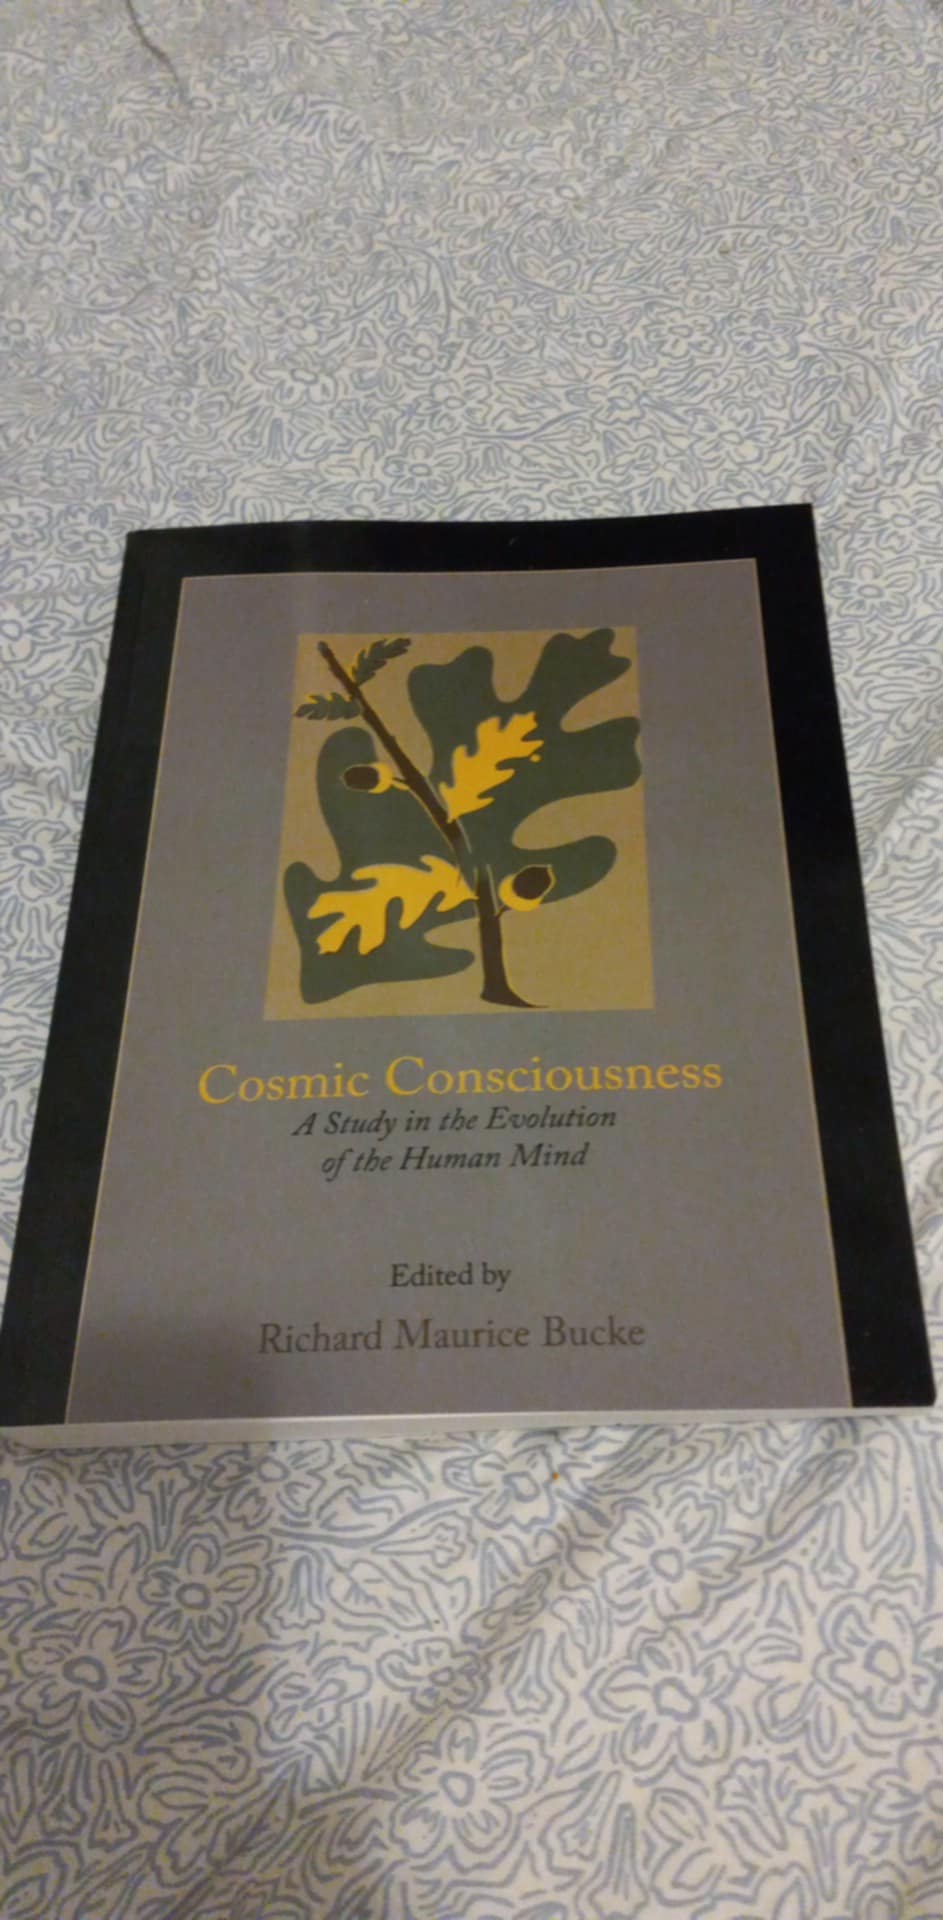 Cosmic Consciousness
A Study in the Evolution
of the Human Mind
Edited by
Richard Maurice Bucke